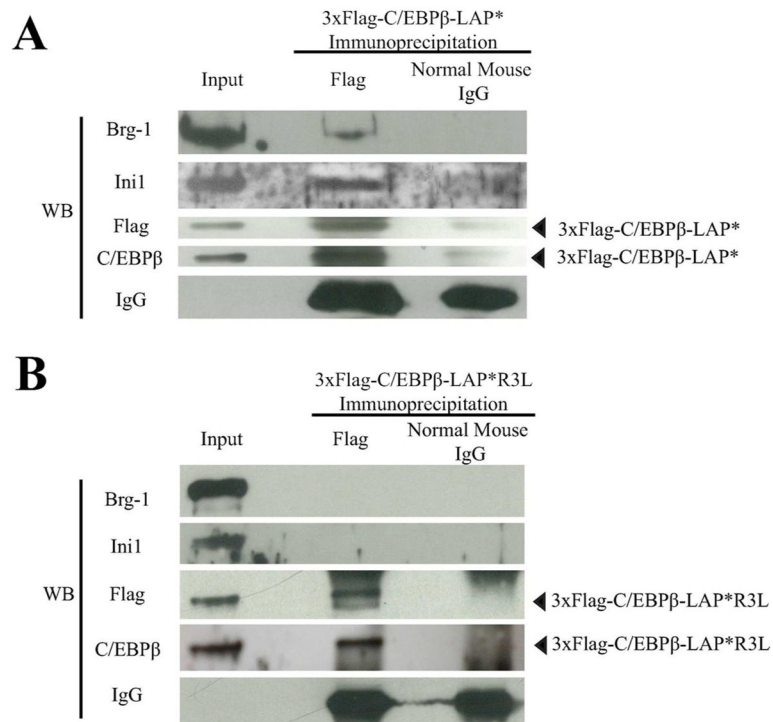 A
3xFlag-C/EBPβ-LAP*
Immunoprecipitation
Input
Flag
Normal Mouse
IgG
Brg-1
Ini1
WB
Flag
3xFlag-C/EBPβ-LAP*
C/EBPβ
3xFlag-C/EBPβ-LAP*
IgG
B
3xFlag-C/EBPβ-LAP*R3L
Immunoprecipitation
Input
Flag
Normal Mouse
IgG
Brg-1
Ini1
WB
Flag
3xFlag-C/EBPβ-LAP*R3L
C/EBPβ
3xFlag-C/EBPβ-LAP*R3L
IgG